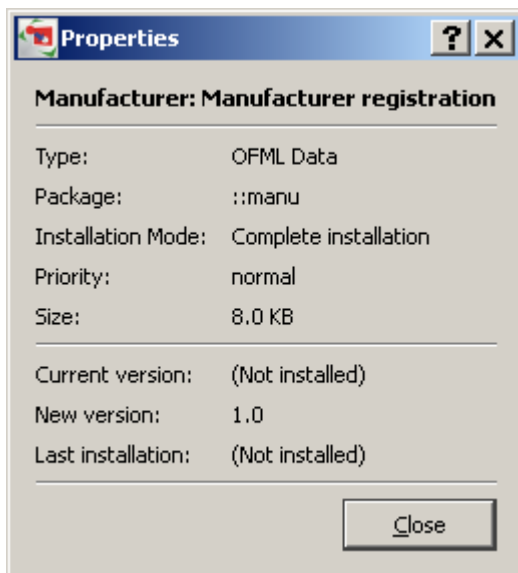 Properties
Manufacturer: Manufacturer registration
Type: OFML Data
Package: ::manu
Installation Mode: Complete installation
Priority: normal
Size: 8.0 KB
Current version: (Not installed)
New version: 1.0
Last installation: (Not installed)
Close